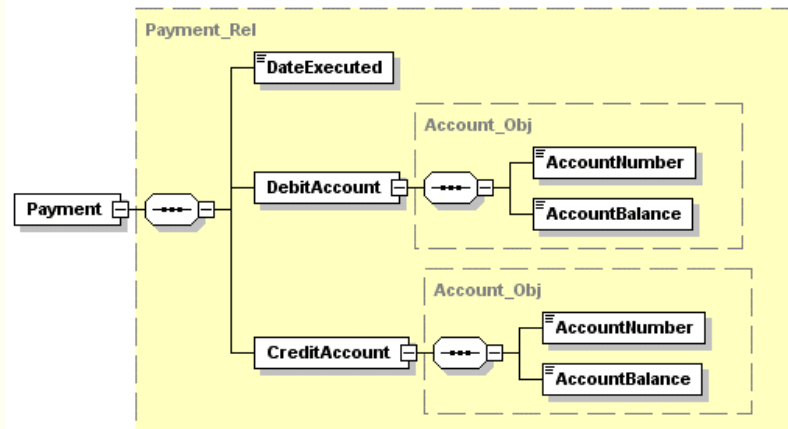 Payment_Rel
DateExecuted
Account_Obj
AccountNumber
DebitAccount
AccountBalance
Payment
Account_Obj
AccountNumber
CreditAccount
AccountBalance